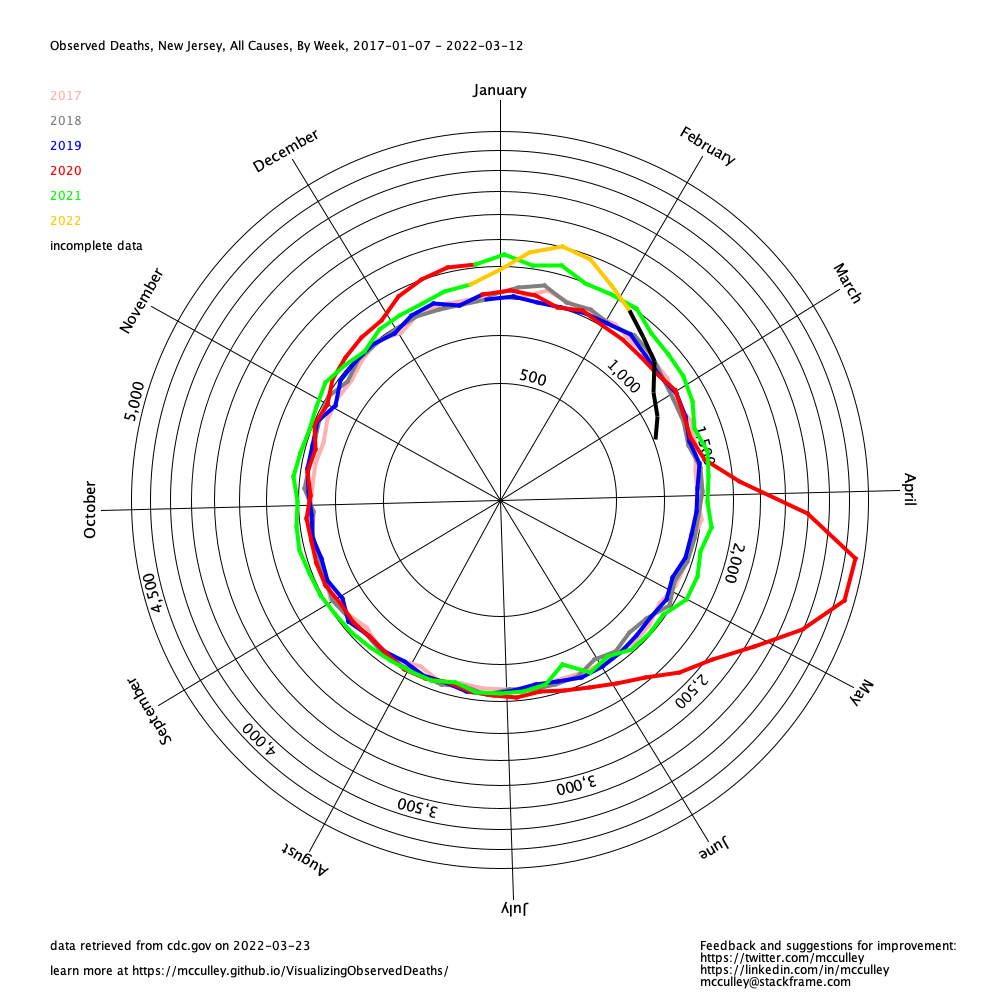 Observed Deaths, New Jersey, All Causes, By Week, 2017-01-07 - 2022-03-12
January
2017
2018
2019
2020
2021
2022
incomplete data
December
February
November
March
5,000
500
1,000
1,500
October
April
4,500
2,000
September
2,500
May
4,000
3,500
3,000
August
June
July
data retrieved from cdc.gov on 2022-03-23
learn more at https://mcculley.github.io/VisualizingObservedDeaths/
Feedback and suggestions for improvement:
https://twitter.com/mcculley
https://linkedin.com/in/mcculley
mcculley@stackframe.com